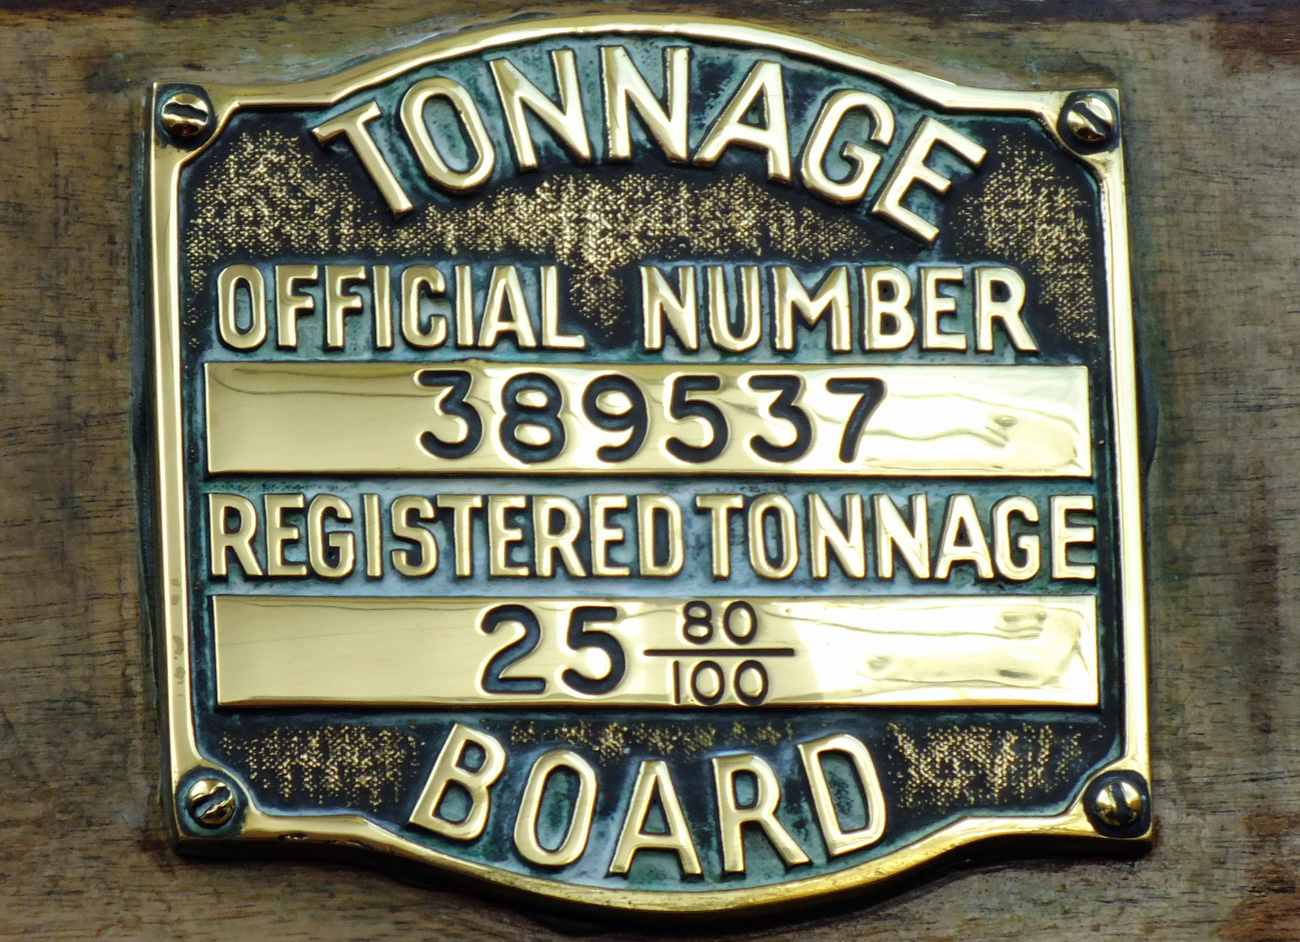 TONNAGE
OFFICIAL NUMBER
389537
REGISTERED TONNAGE
25 80/100
BOARD